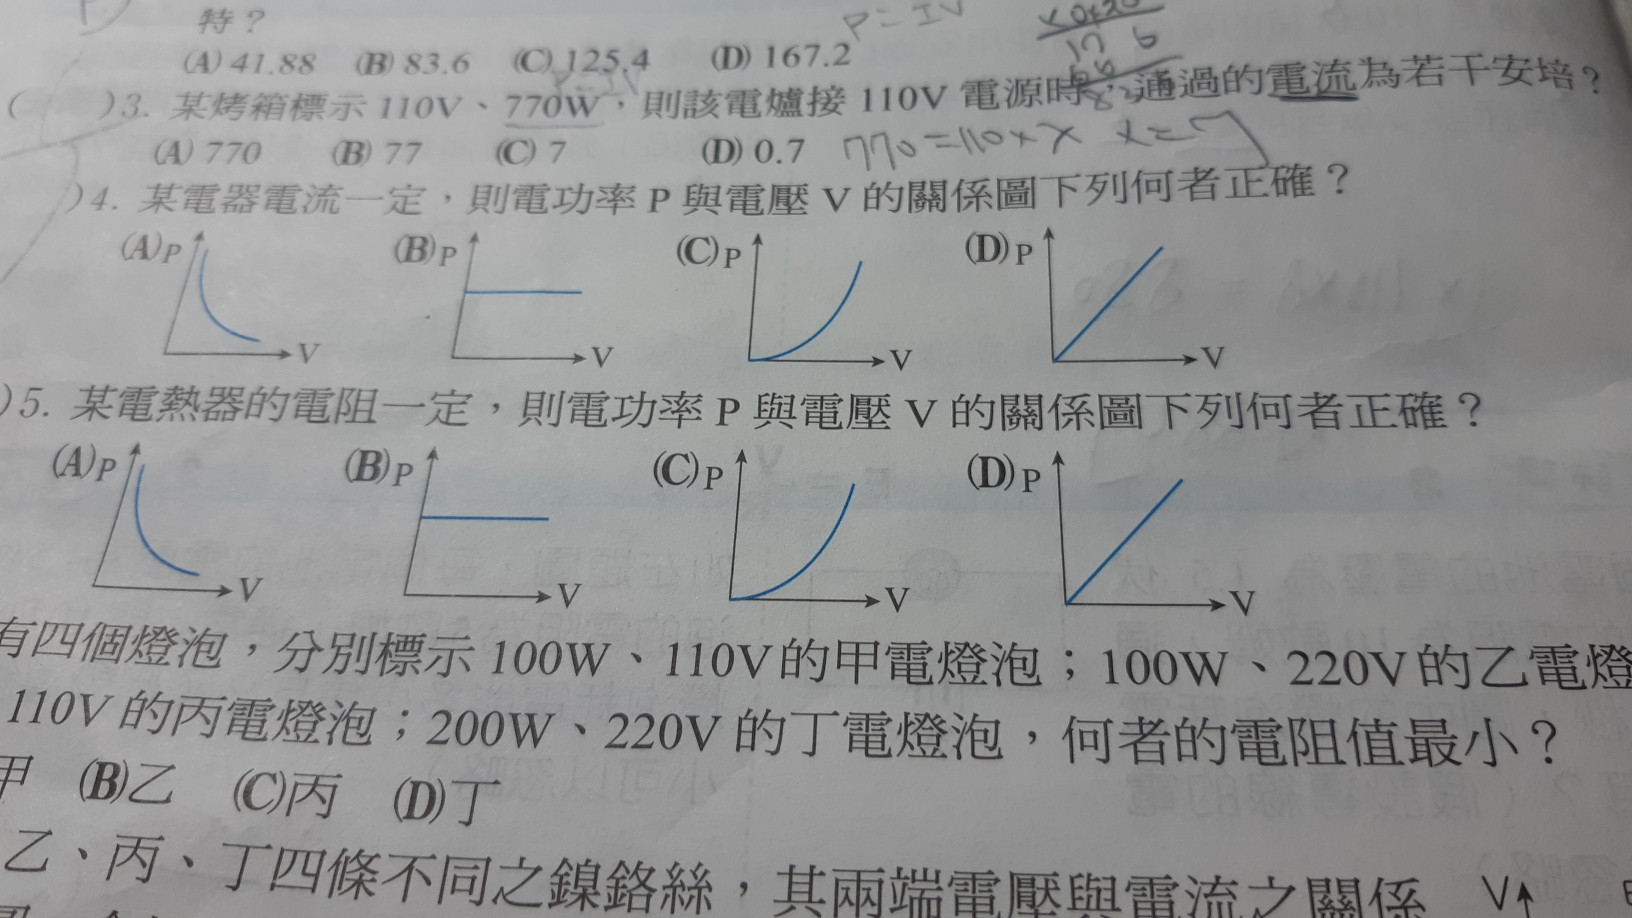 特？
P=IV
(A) 41.88 (B) 83.6 (C) 125.4 (D) 167.2
( )3. 某烤箱標示 110V、770W，則該電爐接 110V 電源時，通過的電流為若干安培？
(A) 770 (B) 77 (C) 7 (D) 0.7 770=110×x x=7
)4. 某電器電流一定，則電功率 P 與電壓 V 的關係圖下列何者正確？
(A) P (B) P (C) P (D) P
V V V V
)5. 某電熱器的電阻一定，則電功率 P 與電壓 V 的關係圖下列何者正確？
(A) P (B) P (C) P (D) P
V V V V
有四個燈泡，分別標示 100W、110V的甲電燈泡；100W、220V的乙電燈
110V 的丙電燈泡；200W、220V 的丁電燈泡，何者的電阻值最小？
甲 (B)乙 (C)丙 (D)丁
乙、丙、丁四條不同之鎳鉻絲，其兩端電壓與電流之關係 V